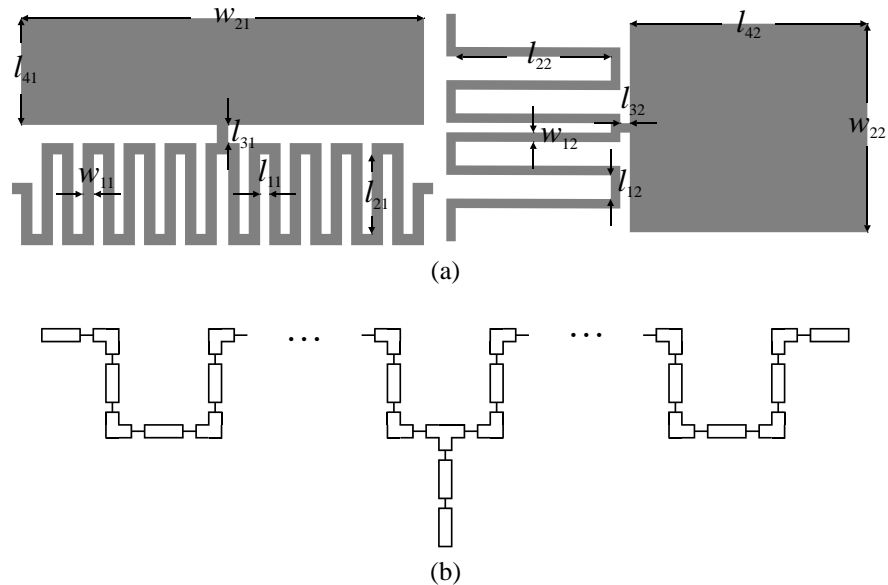 w₂₁
l₄₁
l₃₁
w₁₁
l₁₁
l₂₁
l₂₂
l₃₂
w₁₂
l₁₂
l₄₂
w₂₂
(a)
... ...
(b)